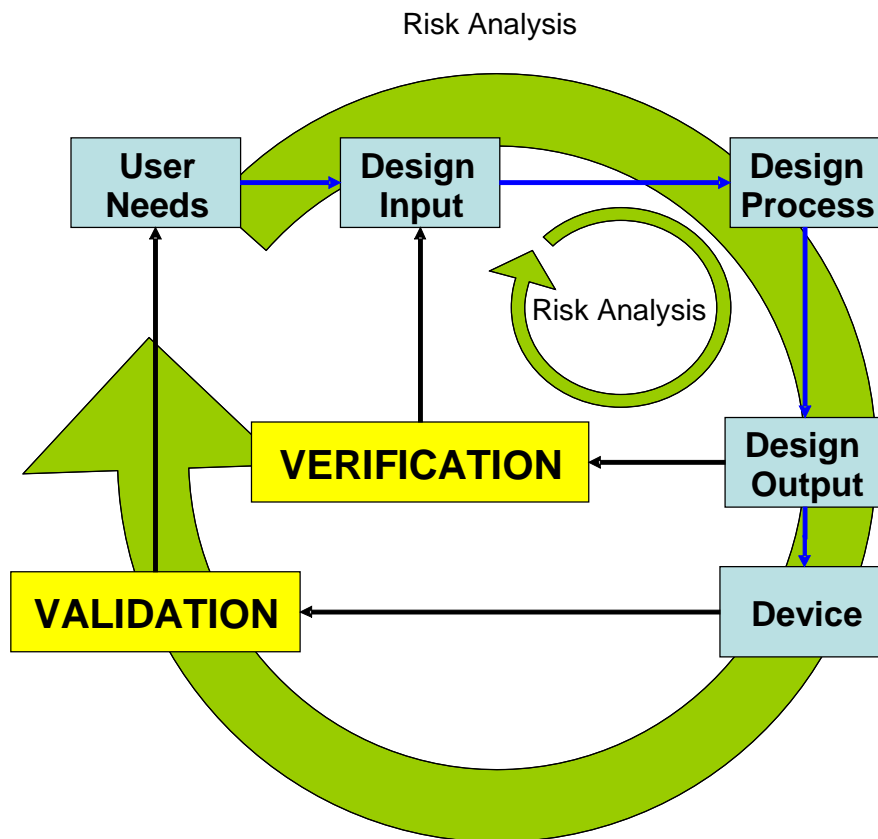 Risk Analysis
User
Needs
Design
Input
Design
Process
Risk Analysis
VERIFICATION
Design
Output
VALIDATION
Device